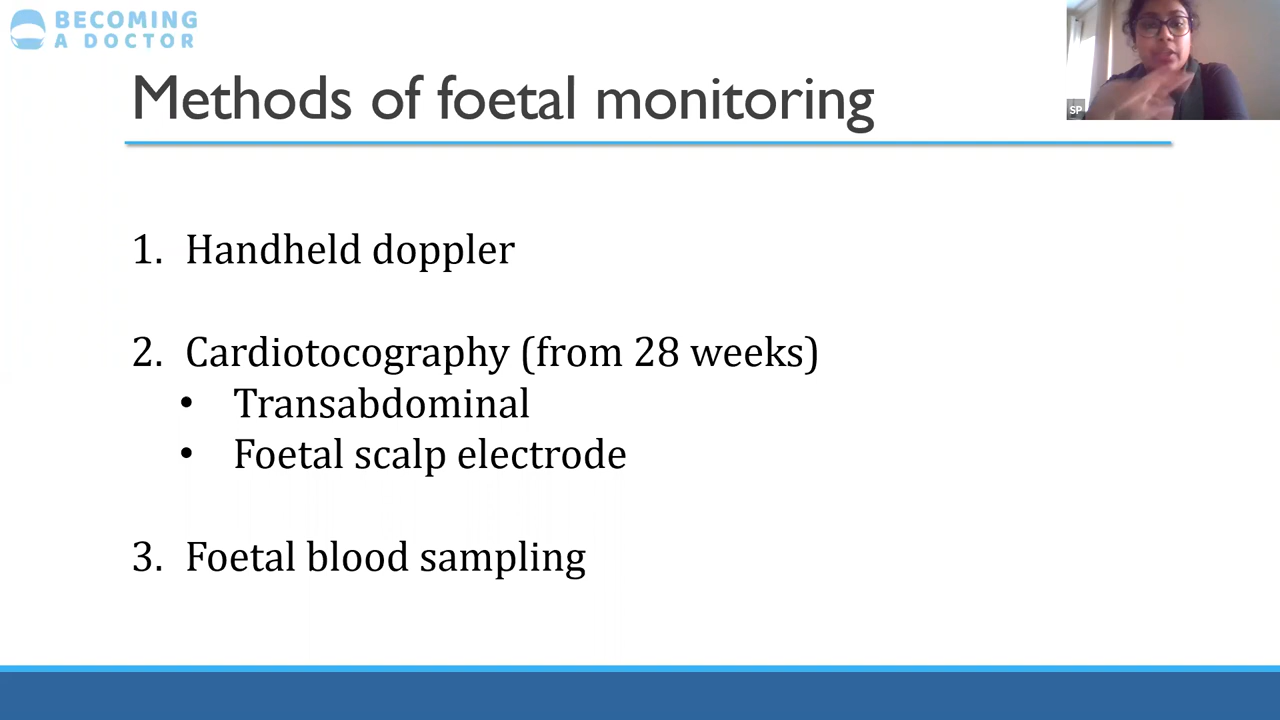 BECOMING
A DOCTOR
Methods of foetal monitoring
SP
1. Handheld doppler
2. Cardiotocography (from 28 weeks)
• Transabdominal
• Foetal scalp electrode
3. Foetal blood sampling